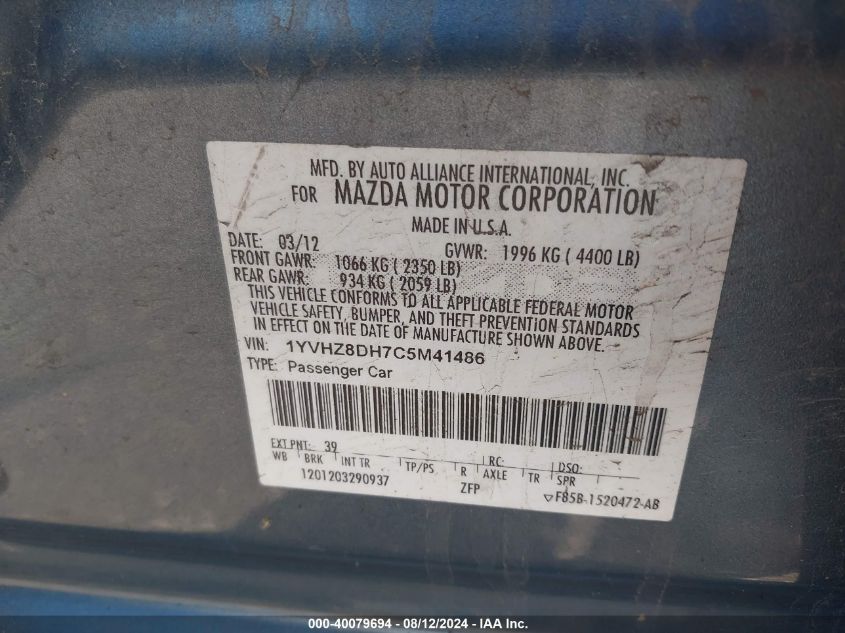 MFD. BY AUTO ALLIANCE INTERNATIONAL, INC.
FOR MAZDA MOTOR CORPORATION
MADE IN U.S.A.
DATE: 03/12 GVWR: 1996 KG ( 4400 LB)
FRONT GAWR: 1066 KG ( 2350 LB)
REAR GAWR: 934 KG ( 2059 LB)
THIS VEHICLE CONFORMS TO ALL APPLICABLE FEDERAL MOTOR
VEHICLE SAFETY, BUMPER, AND THEFT PREVENTION STANDARDS
IN EFFECT ON THE DATE OF MANUFACTURE SHOWN ABOVE.
VIN: 1YVHZ8DH7C5M41486
TYPE: Passenger Car
EXT PNT: 39 RC: DSO:
WB BRK INT TR TP/PS R AXLE TR SPR
1201203290937 ZFP F85B-1520472-AB
000-40079694 - 08/12/2024 - IAA Inc.